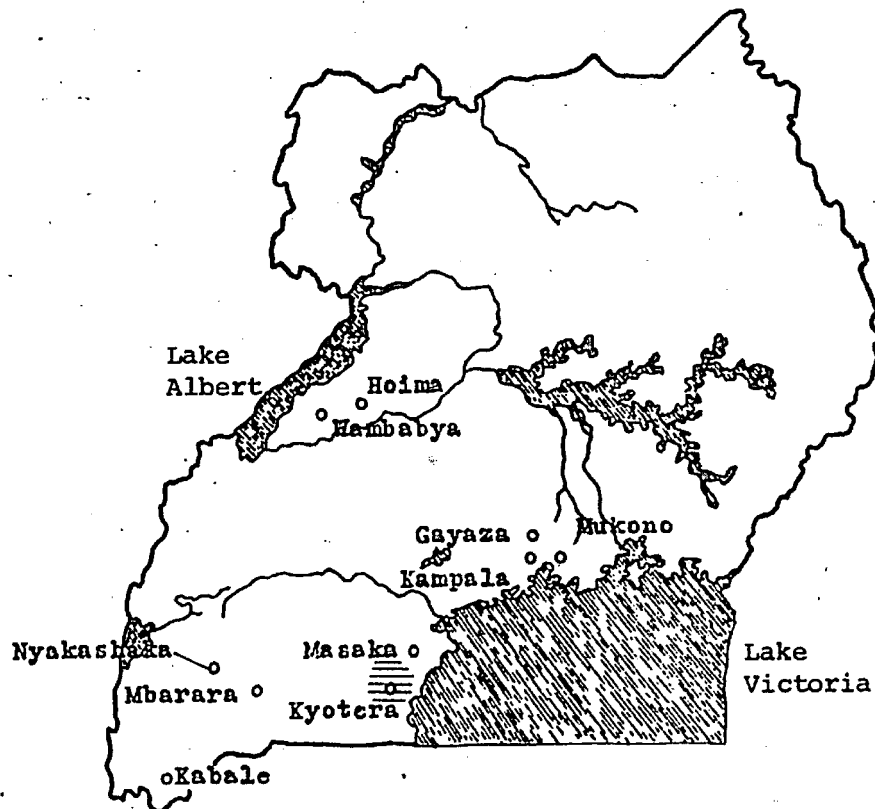 Lake
Albert
Hoima
Hambabya
Gayaza
Mukono
Kampala
Nyakashaka
Masaka
Lake
Victoria
Mbarara
Kyotera
Kabale